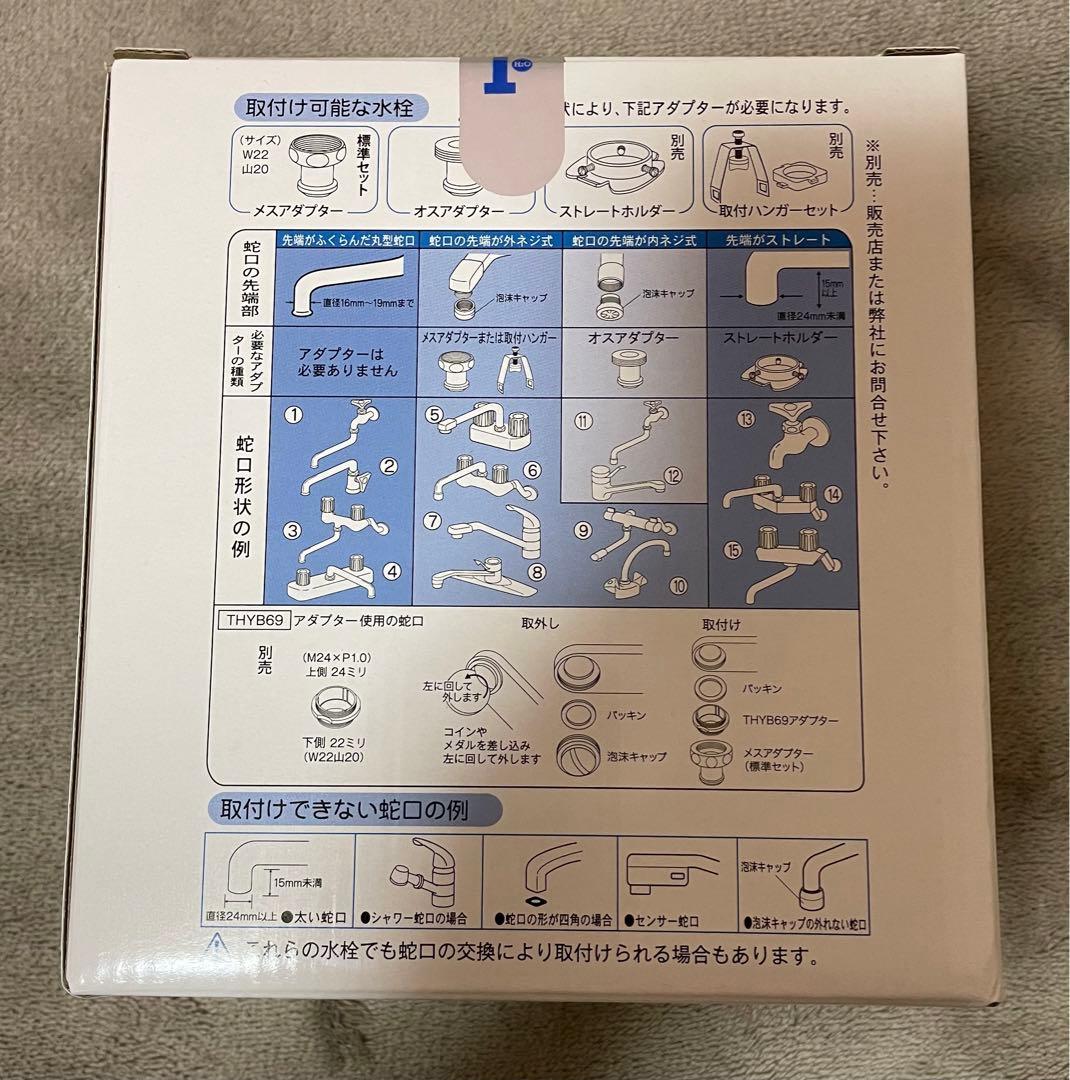 H₂O
取付け可能な水栓
状により、下記アダプターが必要になります。
(サイズ)
W22
山20
標準セット
メスアダプター
オスアダプター
別売
ストレートホルダー
別売
取付ハンガーセット
※別売…販売店または弊社にお問合せ下さい。
蛇口の先端部
先端がふくらんだ丸型蛇口
蛇口の先端が外ネジ式
蛇口の先端が内ネジ式
先端がストレート
直径16mm～19mmまで
泡沫キャップ
泡沫キャップ
15mm
以上
直径24mm未満
必要なアダプ
ターの種類
アダプターは
必要ありません
メスアダプターまたは取付ハンガー
オスアダプター
ストレートホルダー
蛇口形状の例
①
②
③
④
⑤
⑥
⑦
⑧
⑪
⑫
⑨
⑩
⑬
⑭
⑮
THYB69 アダプター使用の蛇口
取外し
取付け
別売
(M24×P1.0)
上側 24ミリ
下側 22ミリ
(W22山20)
左に回して
外します
コインや
メダルを差し込み
左に回して外します
パッキン
泡沫キャップ
パッキン
THYB69アダプター
メスアダプター
(標準セット)
取付けできない蛇口の例
15mm未満
直径24mm以上
●太い蛇口
●シャワー蛇口の場合
●蛇口の形が四角の場合
●センサー蛇口
泡沫キャップ
●泡沫キャップの外れない蛇口
これらの水栓でも蛇口の交換により取付けられる場合もあります。